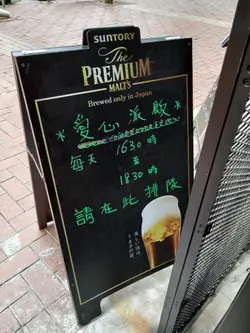 SUNTORY
The
PREMIUM
MALT'S
Brewed only in Japan
*愛心派飯*
每天 1630時
至
1830時
請在此排隊